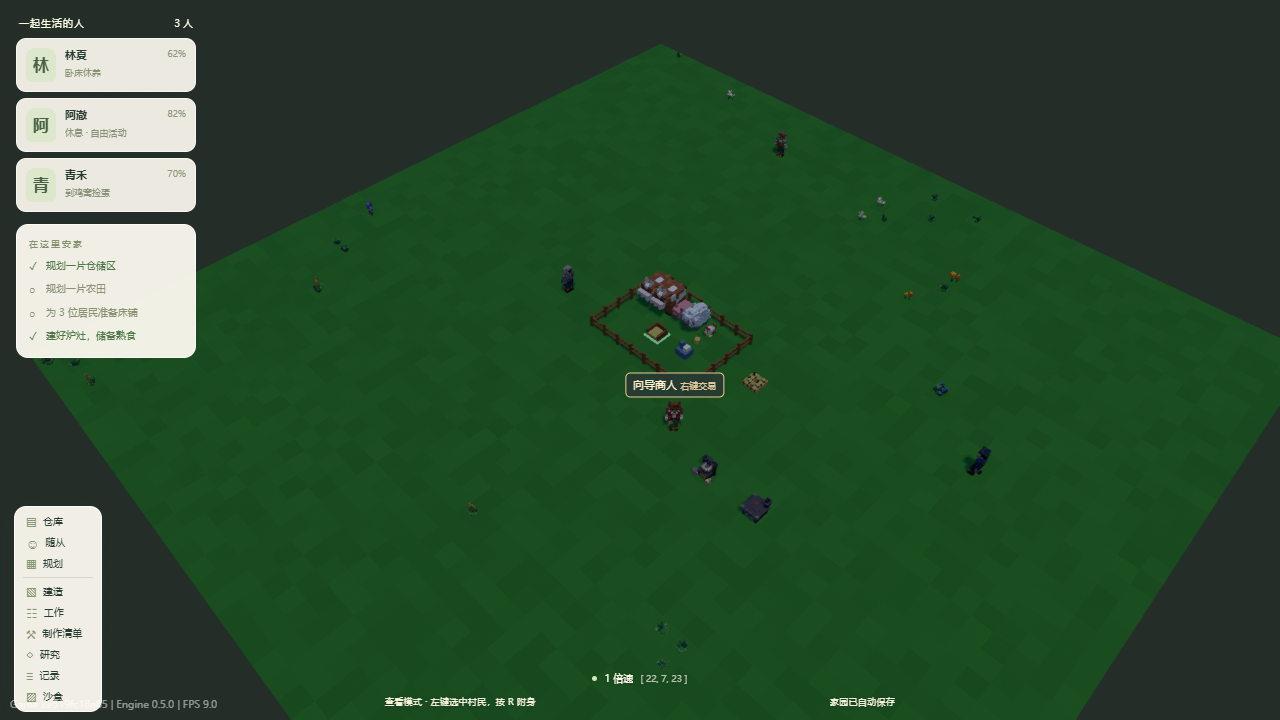 一起生活的人 3 人
林 林夏 62%
卧床休养
阿 阿澈 82%
休息 · 自由活动
青 青禾 70%
到鸡窝捡蛋
在这里安家
✓ 规划一片仓储区
○ 规划一片农田
○ 为 3 位居民准备床铺
✓ 建好炉灶，储备熟食
向导商人 右键交易
仓库
随从
规划
建造
工作
制作清单
研究
记录
沙盒
1 倍速 [ 22, 7, 23 ]
5 | Engine 0.5.0 | FPS 9.0
查看模式 · 左键选中村民，按 R 附身
家园已自动保存